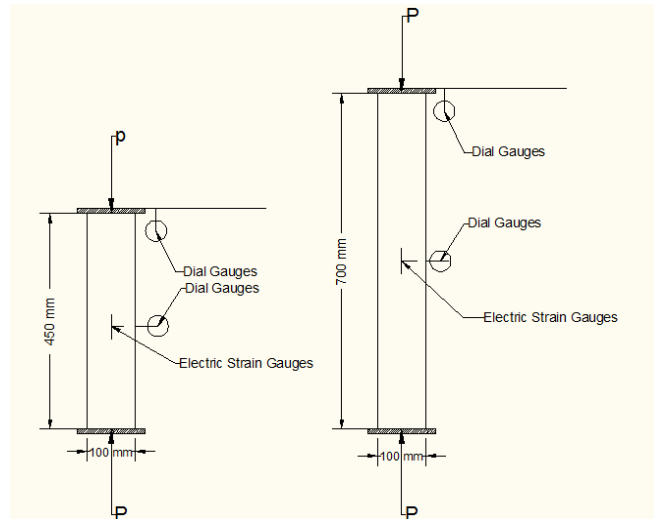 p
450 mm
Dial Gauges
Dial Gauges
Electric Strain Gauges
100 mm
P
P
700 mm
Dial Gauges
Dial Gauges
Electric Strain Gauges
100 mm
P